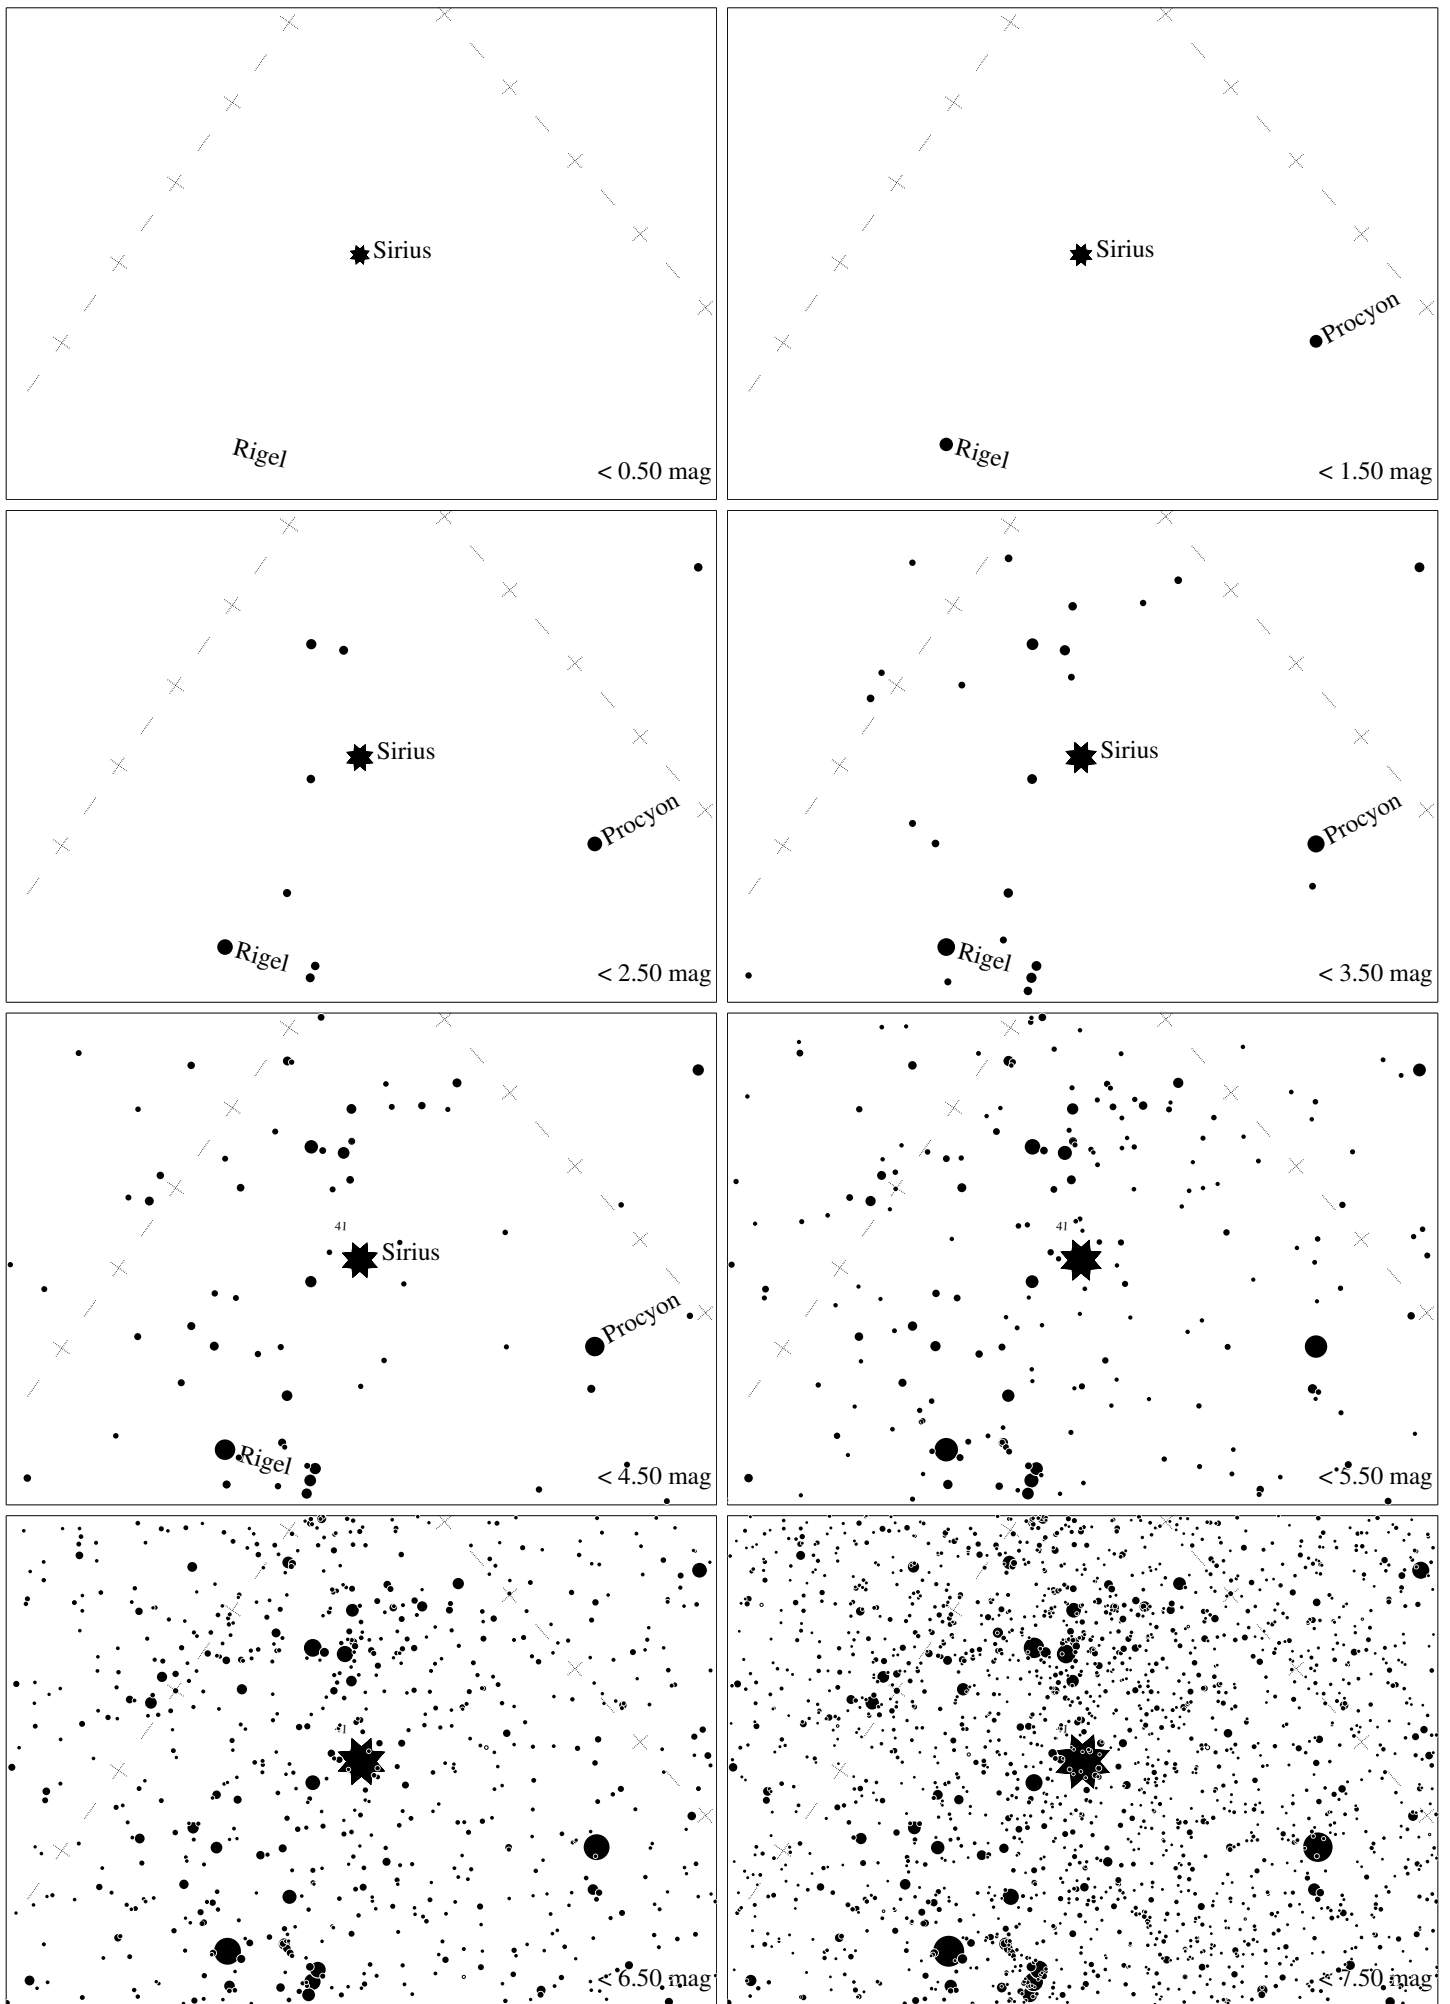 Sirius
Rigel
< 0.50 mag
Sirius
Procyon
Rigel
< 1.50 mag
Sirius
Procyon
Rigel
< 2.50 mag
Sirius
Procyon
Rigel
< 3.50 mag
41
Sirius
Procyon
Rigel
< 4.50 mag
41
< 5.50 mag
41
< 6.50 mag
41
< 7.50 mag